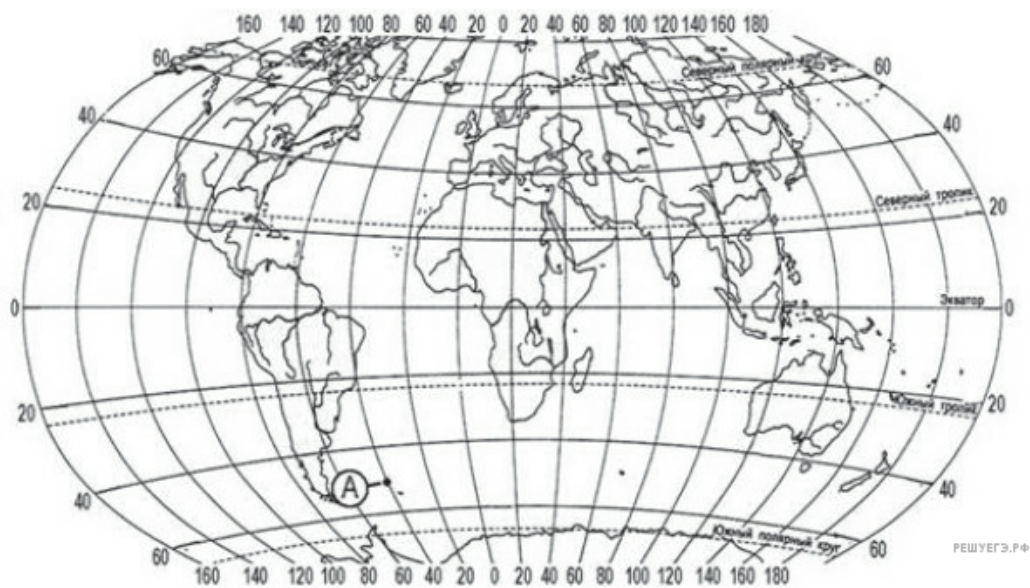 160 140 120 100 80 60 40 20 0 20 40 60 80 100 120 140 160 180
Северный полярный круг
60 60
40 40
Северный тропик
20 20
Экватор
0 0
Южный тропик
20 20
А
40 40
Южный полярный круг
60 60
160 140 120 100 80 60 40 20 0 20 40 60 80 100 120 140 160 180
РЕШУЕГЭ.РФ